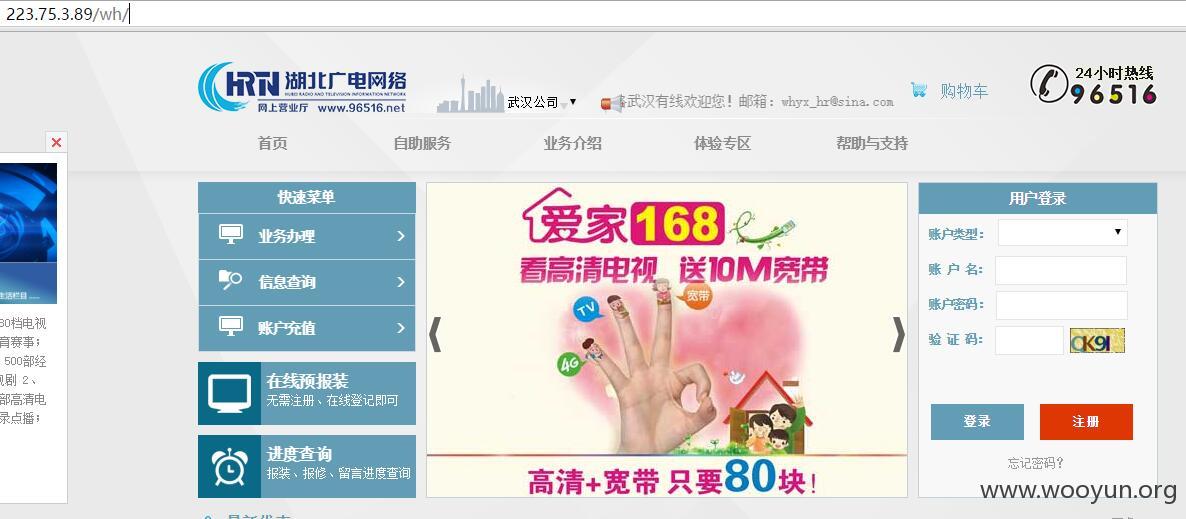 223.75.3.89/wh/
HRTN 湖北广电网络
HUBEI RADIO AND TELEVISION INFORMATION NETWORK
网上营业厅 www.96516.net
武汉公司
武汉有线欢迎您！邮箱：whyx_hr@sina.com
购物车
24小时热线
96516
首页 自助服务 业务介绍 体验专区 帮助与支持
生活栏目
80档电视
育赛事；
500部经
视剧 2、
部高清电
录点播；
快速菜单
业务办理
信息查询
账户充值
在线预报装
无需注册、在线登记即可
进度查询
报装、报修、留言进度查询
爱家168
看高清电视 送10M宽带
TV
宽带
4G
高清+宽带 只要80块！
用户登录
账户类型：
账 户 名：
账户密码：
验 证 码：
QK9I
登录
注册
忘记密码？
www.wooyun.org